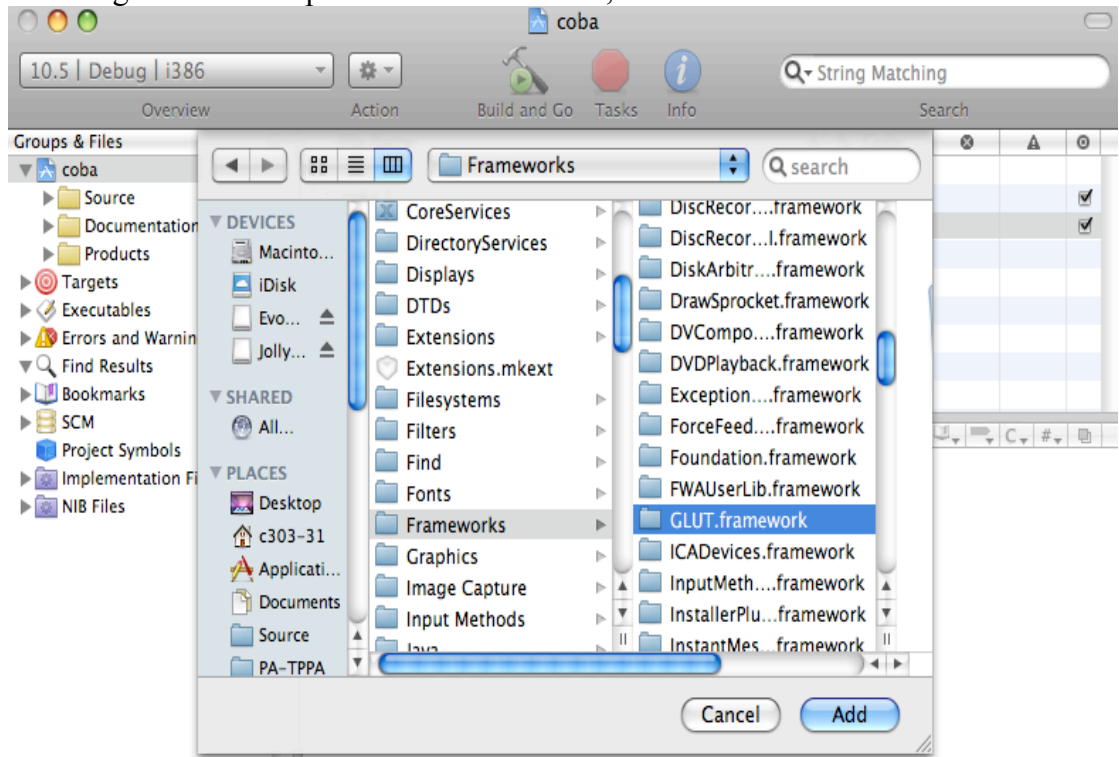 coba
10.5 | Debug | i386
String Matching
Overview
Action
Build and Go
Tasks
Info
Search
Groups & Files
coba
Source
Documentation
Products
Targets
Executables
Errors and Warnin
Find Results
Bookmarks
SCM
Project Symbols
Implementation Fi
NIB Files
Frameworks
search
DEVICES
Macinto...
iDisk
Evo...
Jolly...
SHARED
All...
PLACES
Desktop
c303-31
Applicati...
Documents
Source
PA-TPPA
CoreServices
DirectoryServices
Displays
DTDs
Extensions
Extensions.mkext
Filesystems
Filters
Find
Fonts
Frameworks
Graphics
Image Capture
Input Methods
Java
DiscRecor....framework
DiscRecor...l.framework
DiskArbitr....framework
DrawSprocket.framework
DVCompo....framework
DVDPlayback.framework
Exception....framework
ForceFeed....framework
Foundation.framework
FWAUserLib.framework
GLUT.framework
ICADevices.framework
InputMeth....framework
InstallerPlu...framework
InstantMes...framework
C
#
Cancel
Add